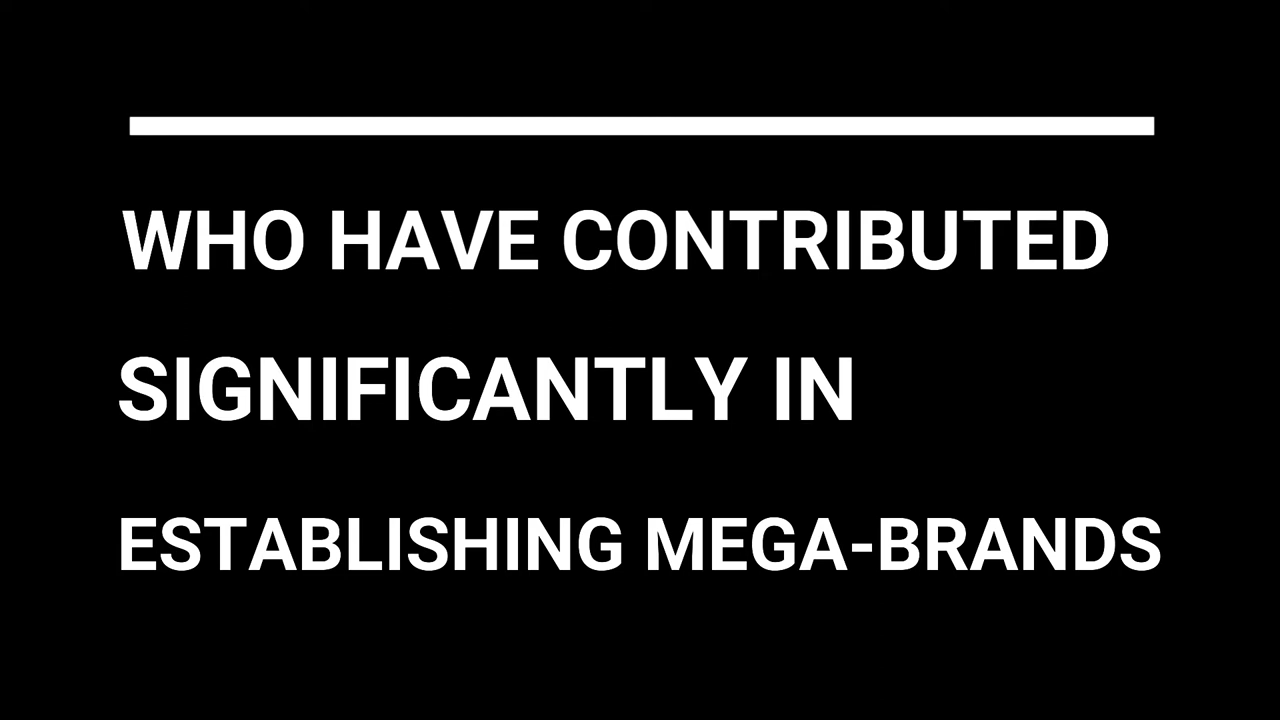 WHO HAVE CONTRIBUTED
SIGNIFICANTLY IN
ESTABLISHING MEGA-BRANDS